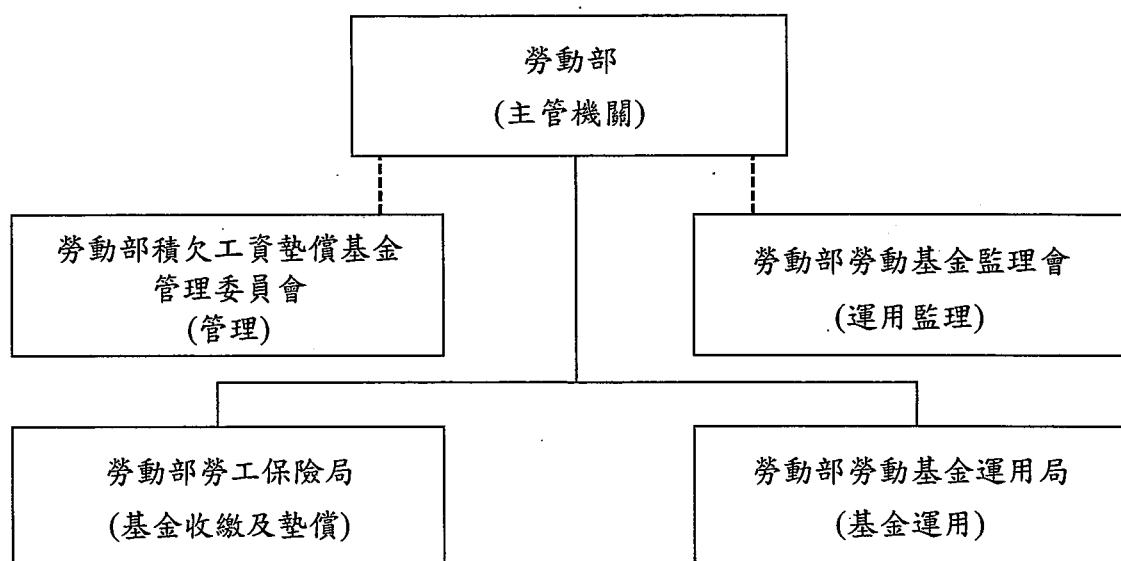 勞動部
(主管機關)
勞動部積欠工資墊償基金
管理委員會
(管理)
勞動部勞動基金監理會
(運用監理)
勞動部勞工保險局
(基金收繳及墊償)
勞動部勞動基金運用局
(基金運用)